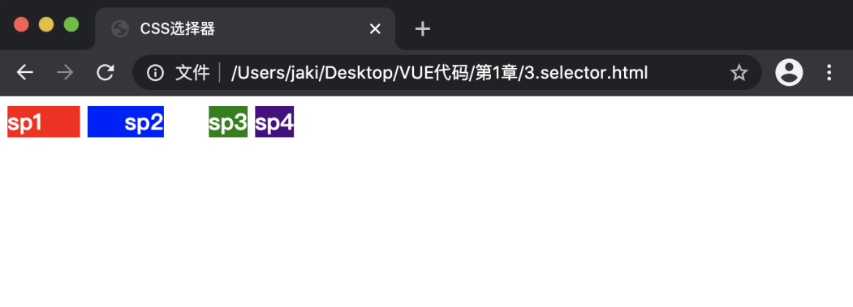 CSS选择器
文件 /Users/jaki/Desktop/VUE代码/第1章/3.selector.html
sp1 sp2 sp3 sp4